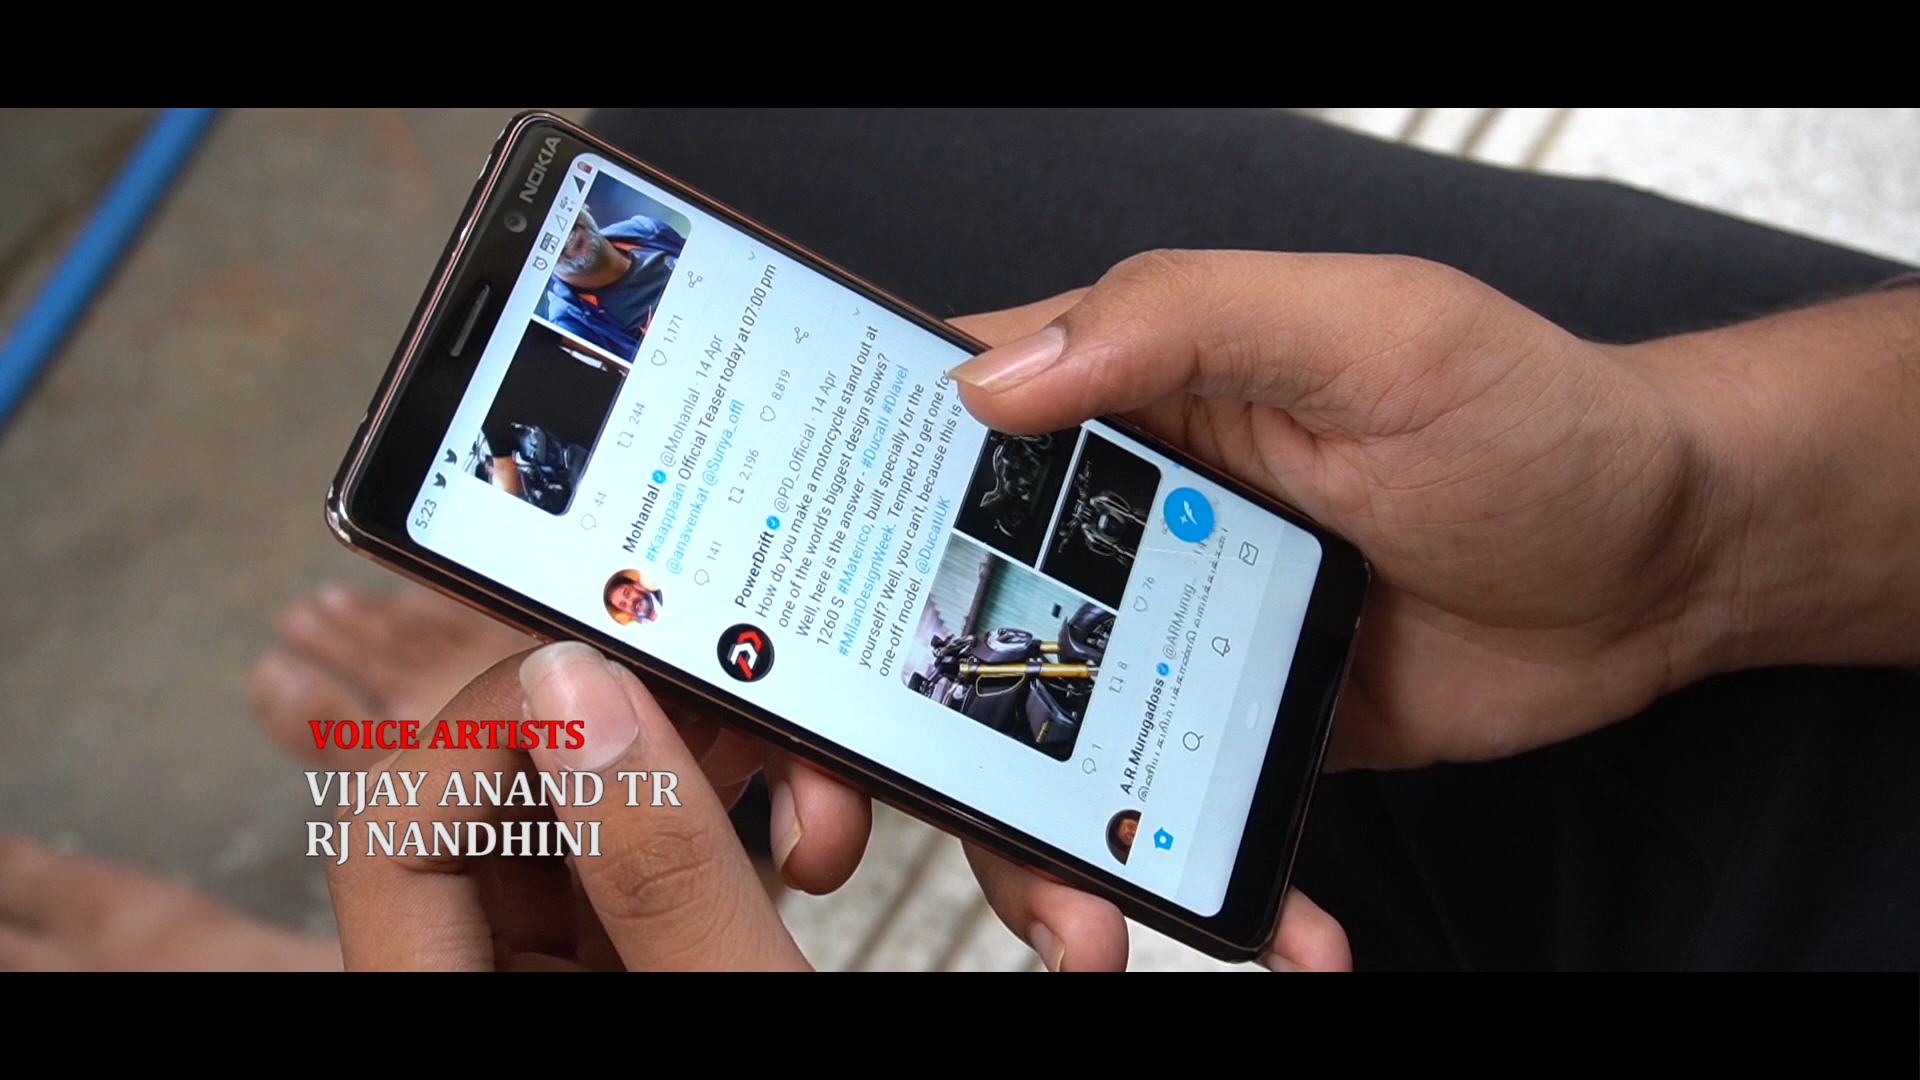 NOKIA
5:23
44
244
1,171
Mohanlal @Mohanlal · 14 Apr
#Kaappaan Official Teaser today at 07:00 pm
@anavenkat @Suriya_offl
141
2,196
8,819
PowerDrift @PD_Official · 14 Apr
How do you make a motorcycle stand out at
one of the world's biggest design shows?
Well, here is the answer - #Ducati #Diavel
1260 S #Materico, built specially for the
#MilanDesignWeek. Tempted to get one fo
yourself? Well, you can't, because this is
one-off model. @DucatiUK
1
8
76
A.R.Murugadoss @ARMurug...
VOICE ARTISTS
VIJAY ANAND TR
RJ NANDHINI